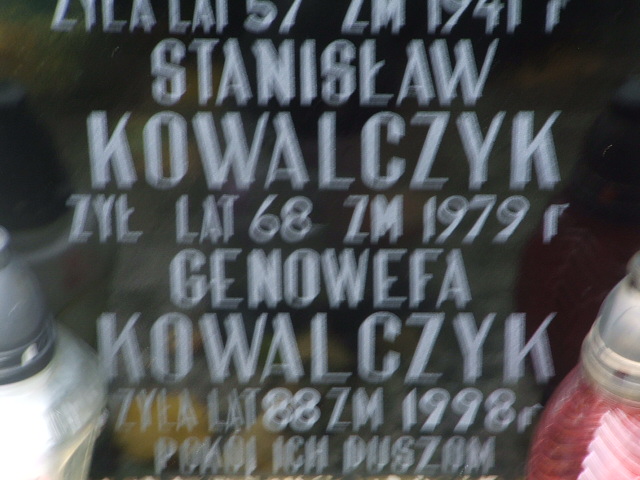 ŻYŁA LAT 57 ZM 1941 r
STANISŁAW
KOWALCZYK
ŻYŁ LAT 68 ZM 1979 r
GENOWEFA
KOWALCZYK
ŻYŁA LAT 88 ZM 1998 r
POKÓJ ICH DUSZOM